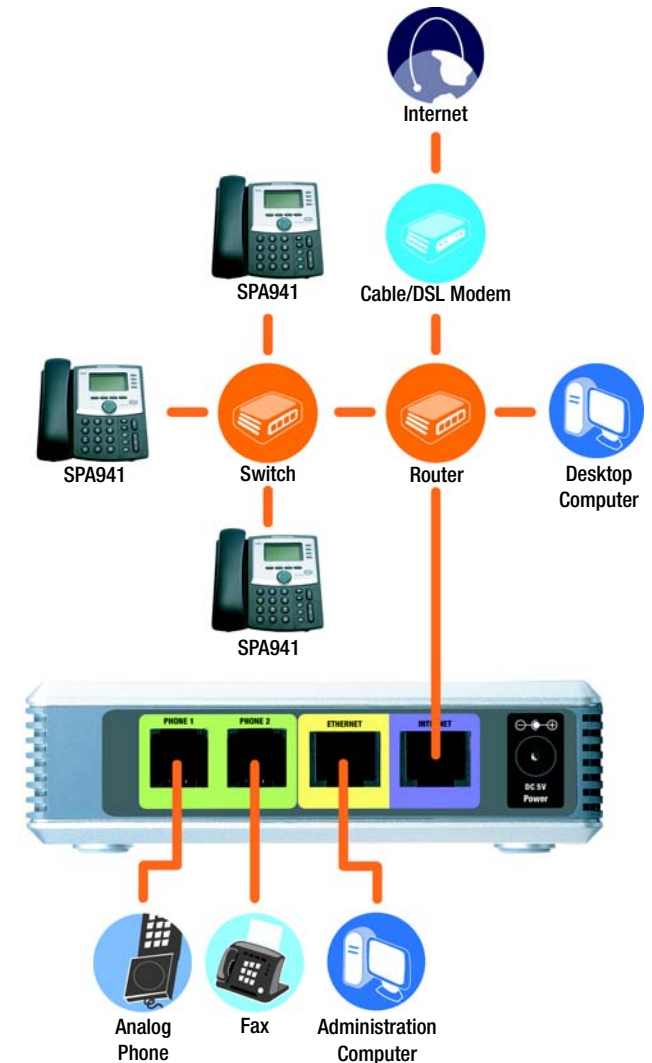 Internet
SPA941
Cable/DSL Modem
SPA941
Switch
Router
Desktop
Computer
SPA941
PHONE 1
PHONE 2
ETHERNET
INTERNET
DC 5V
Power
Analog
Phone
Fax
Administration
Computer